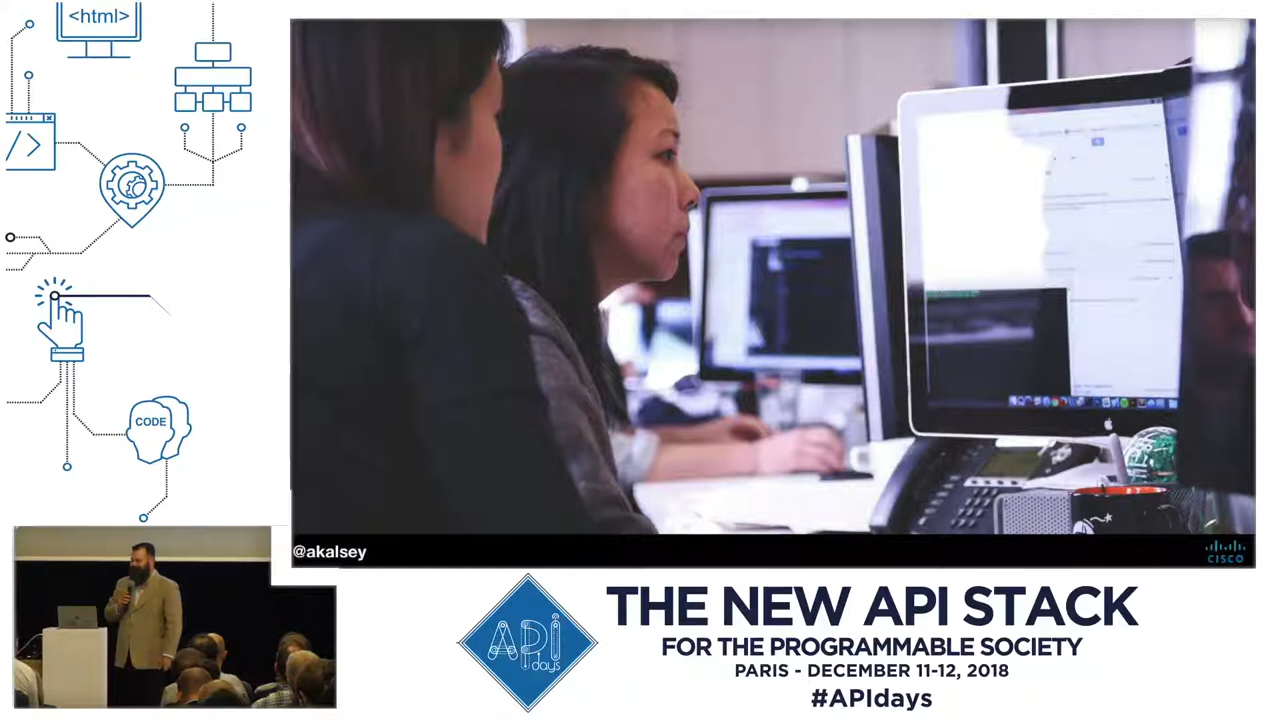 <html>
</>
CODE
@akalsey
CISCO
API
days
THE NEW API STACK
FOR THE PROGRAMMABLE SOCIETY
PARIS - DECEMBER 11-12, 2018
#APIdays